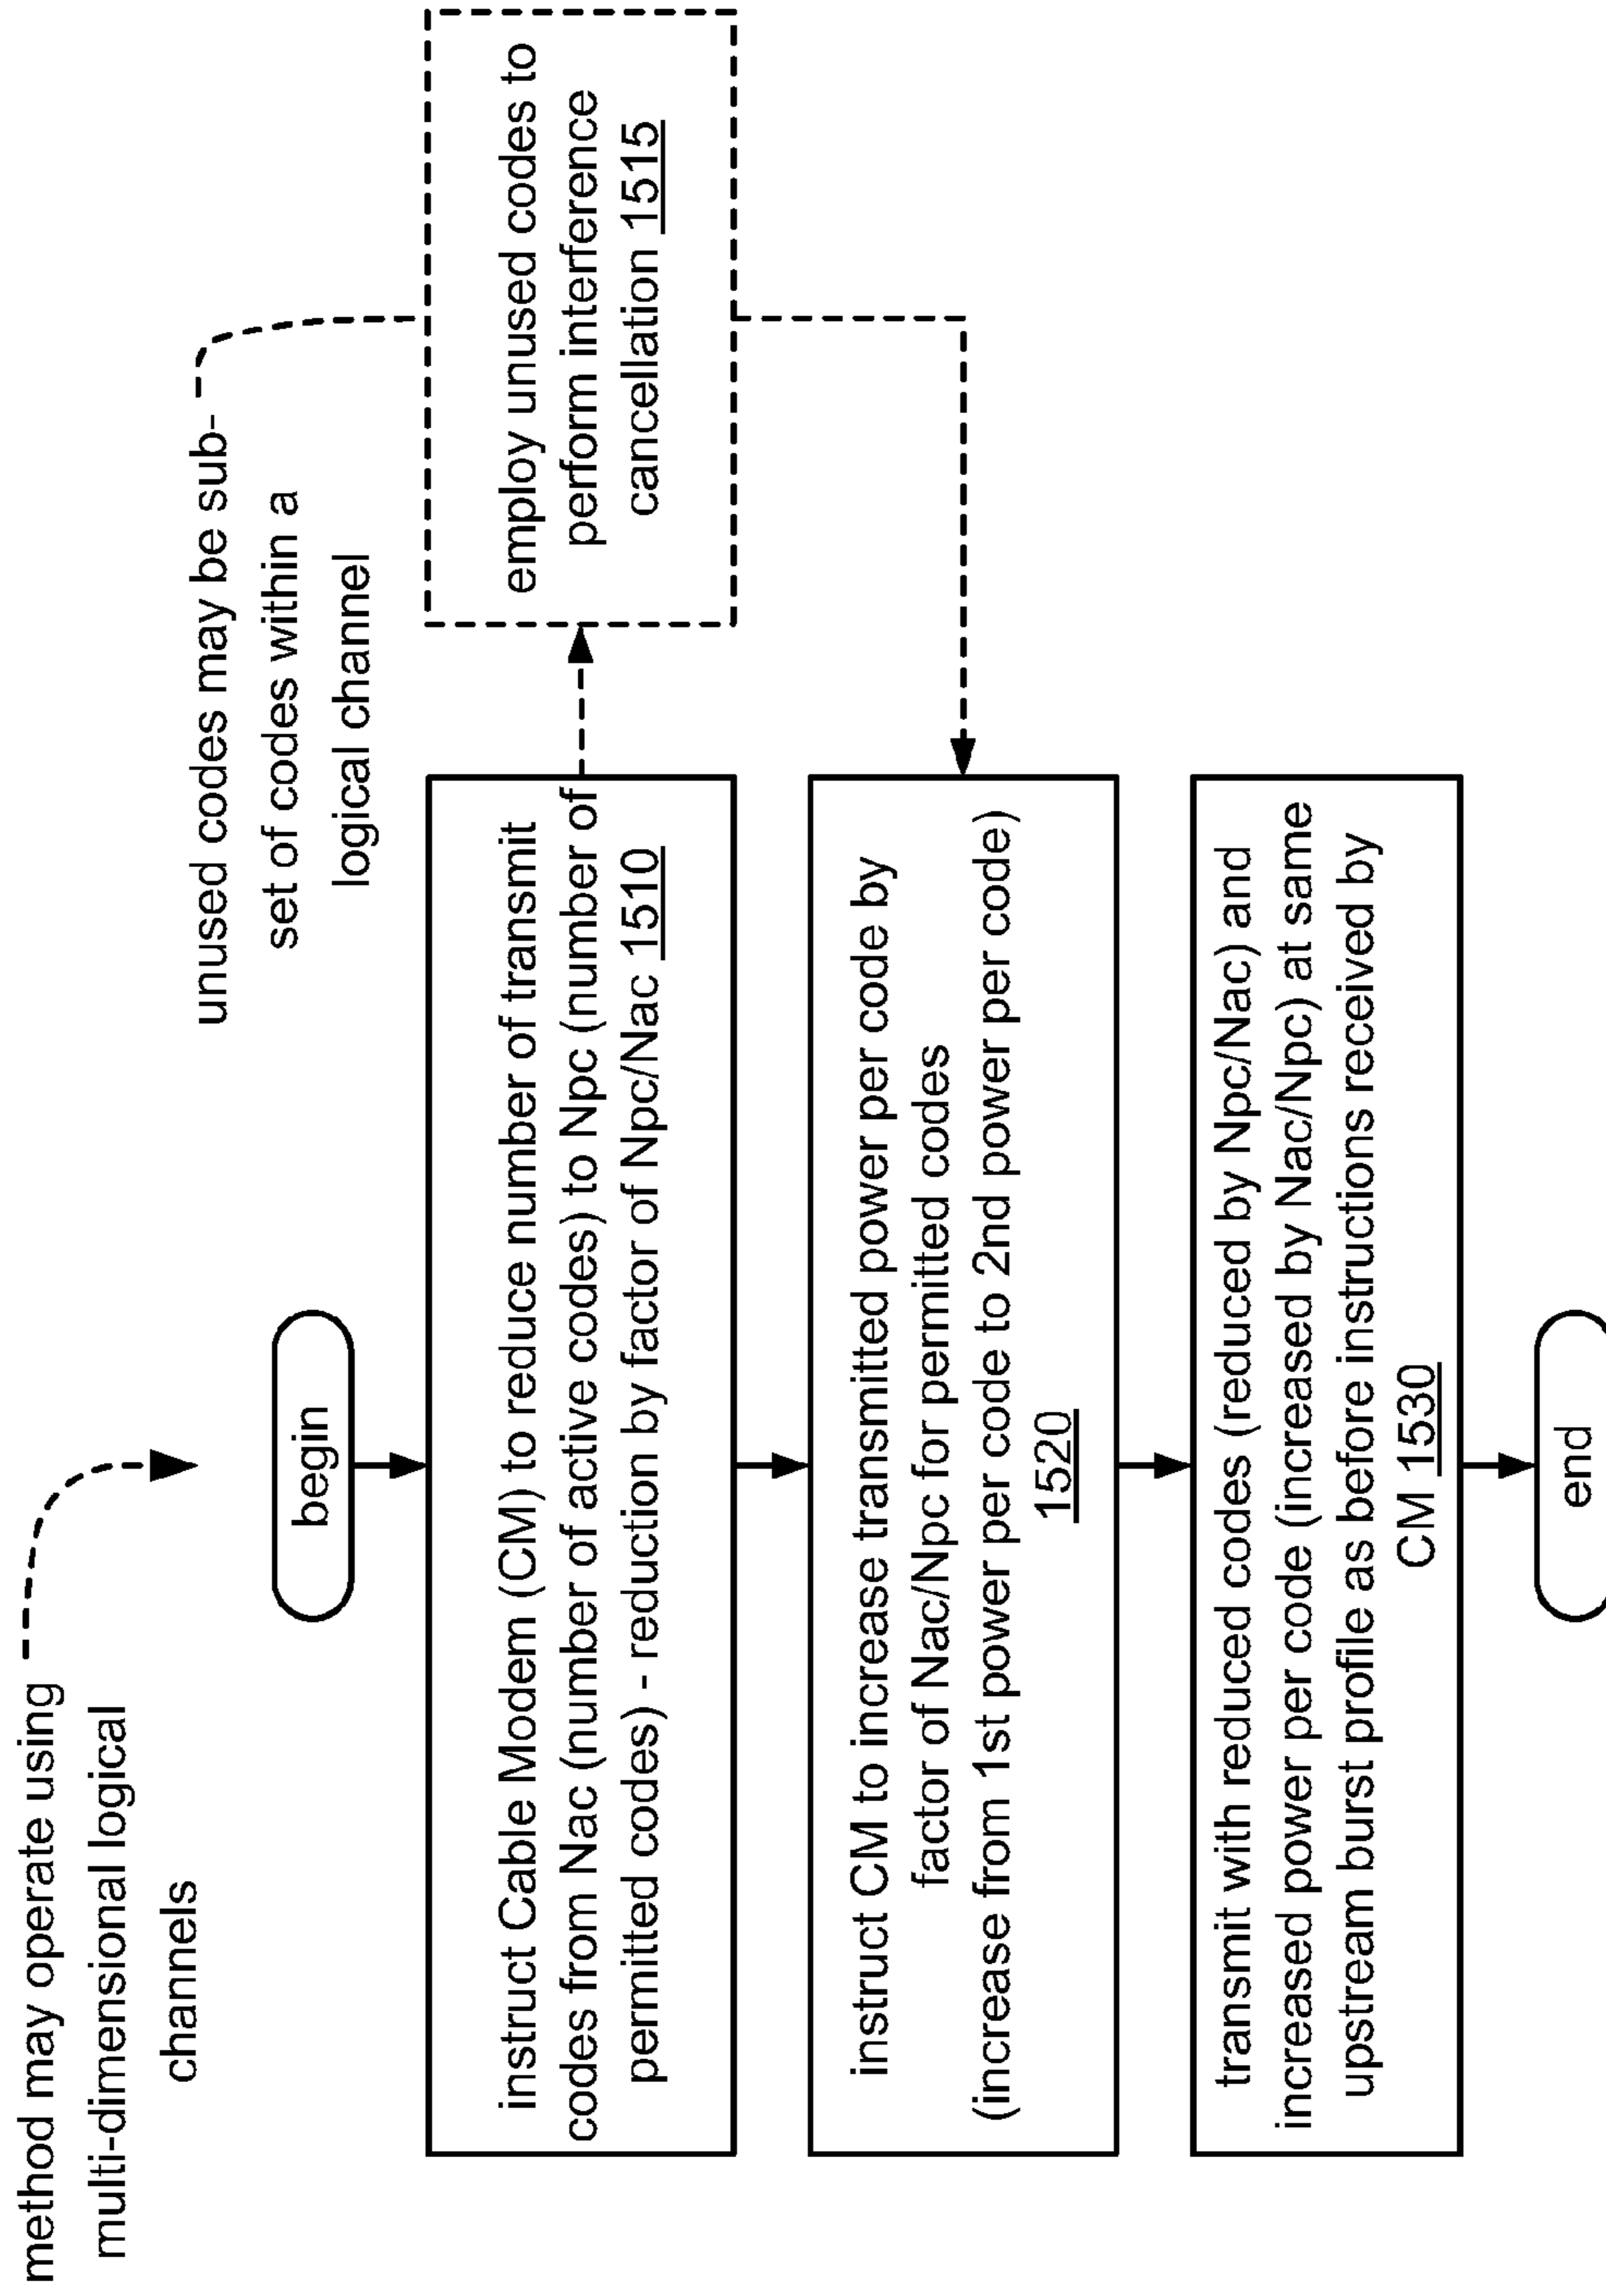 method may operate using
multi-dimensional logical
channels
begin
instruct Cable Modem (CM) to reduce number of transmit
codes from Nac (number of active codes) to Npc (number of
permitted codes) - reduction by factor of Npc/Nac 1510
unused codes may be sub-
set of codes within a
logical channel
employ unused codes to
perform interference
cancellation 1515
instruct CM to increase transmitted power per code by
factor of Nac/Npc for permitted codes
(increase from 1st power per code to 2nd power per code)
1520
transmit with reduced codes (reduced by Npc/Nac) and
increased power per code (increased by Nac/Npc) at same
upstream burst profile as before instructions received by
CM 1530
end